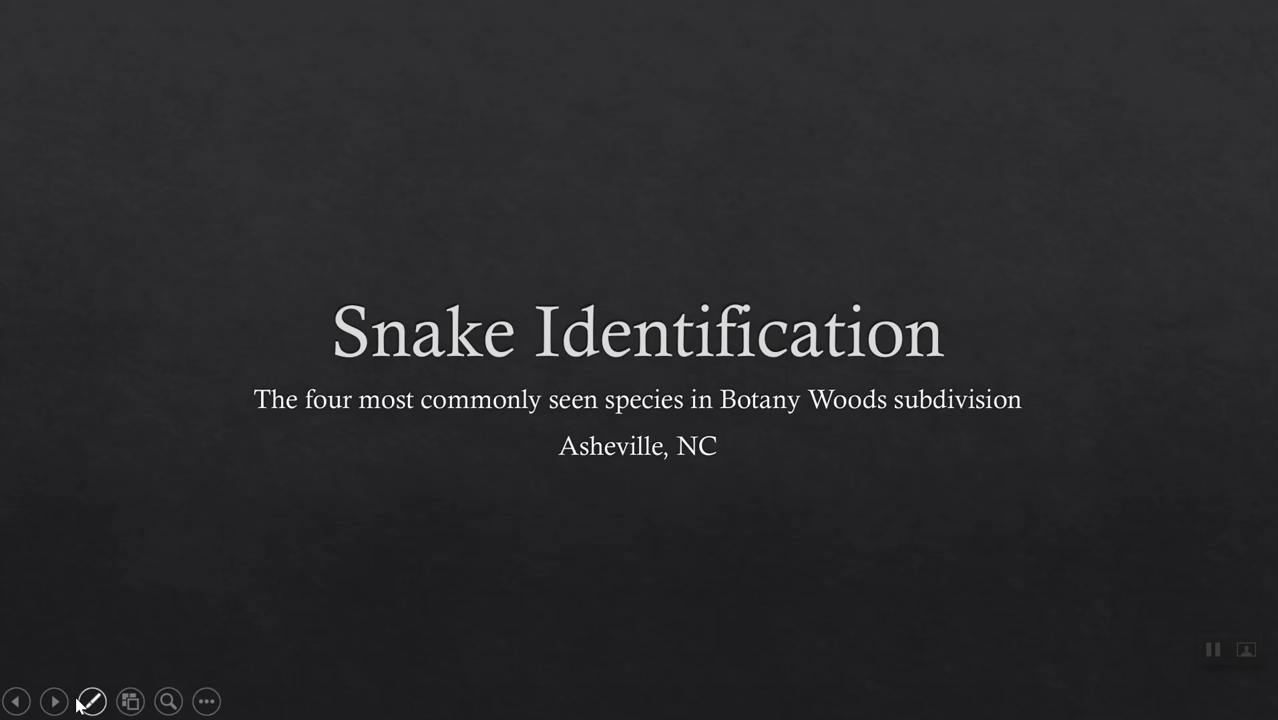 Snake Identification
The four most commonly seen species in Botany Woods subdivision
Asheville, NC